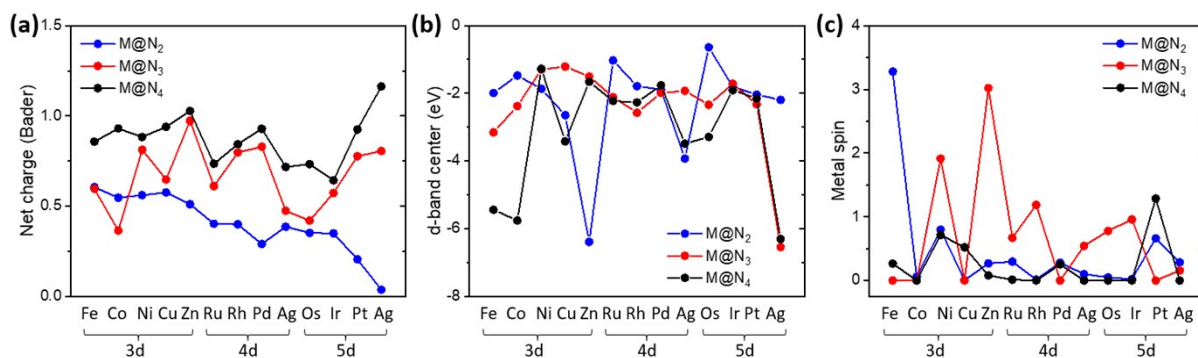 (a)
Net charge (Bader)
1.5
1.0
0.5
0.0
M@N₂
M@N₃
M@N₄
Fe Co Ni Cu Zn Ru Rh Pd Ag Os Ir Pt Ag
3d 4d 5d
(b)
d-band center (eV)
0
-2
-4
-6
-8
M@N₂
M@N₃
M@N₄
Fe Co Ni Cu Zn Ru Rh Pd Ag Os Ir Pt Ag
3d 4d 5d
(c)
Metal spin
4
3
2
1
0
M@N₂
M@N₃
M@N₄
Fe Co Ni Cu Zn Ru Rh Pd Ag Os Ir Pt Ag
3d 4d 5d